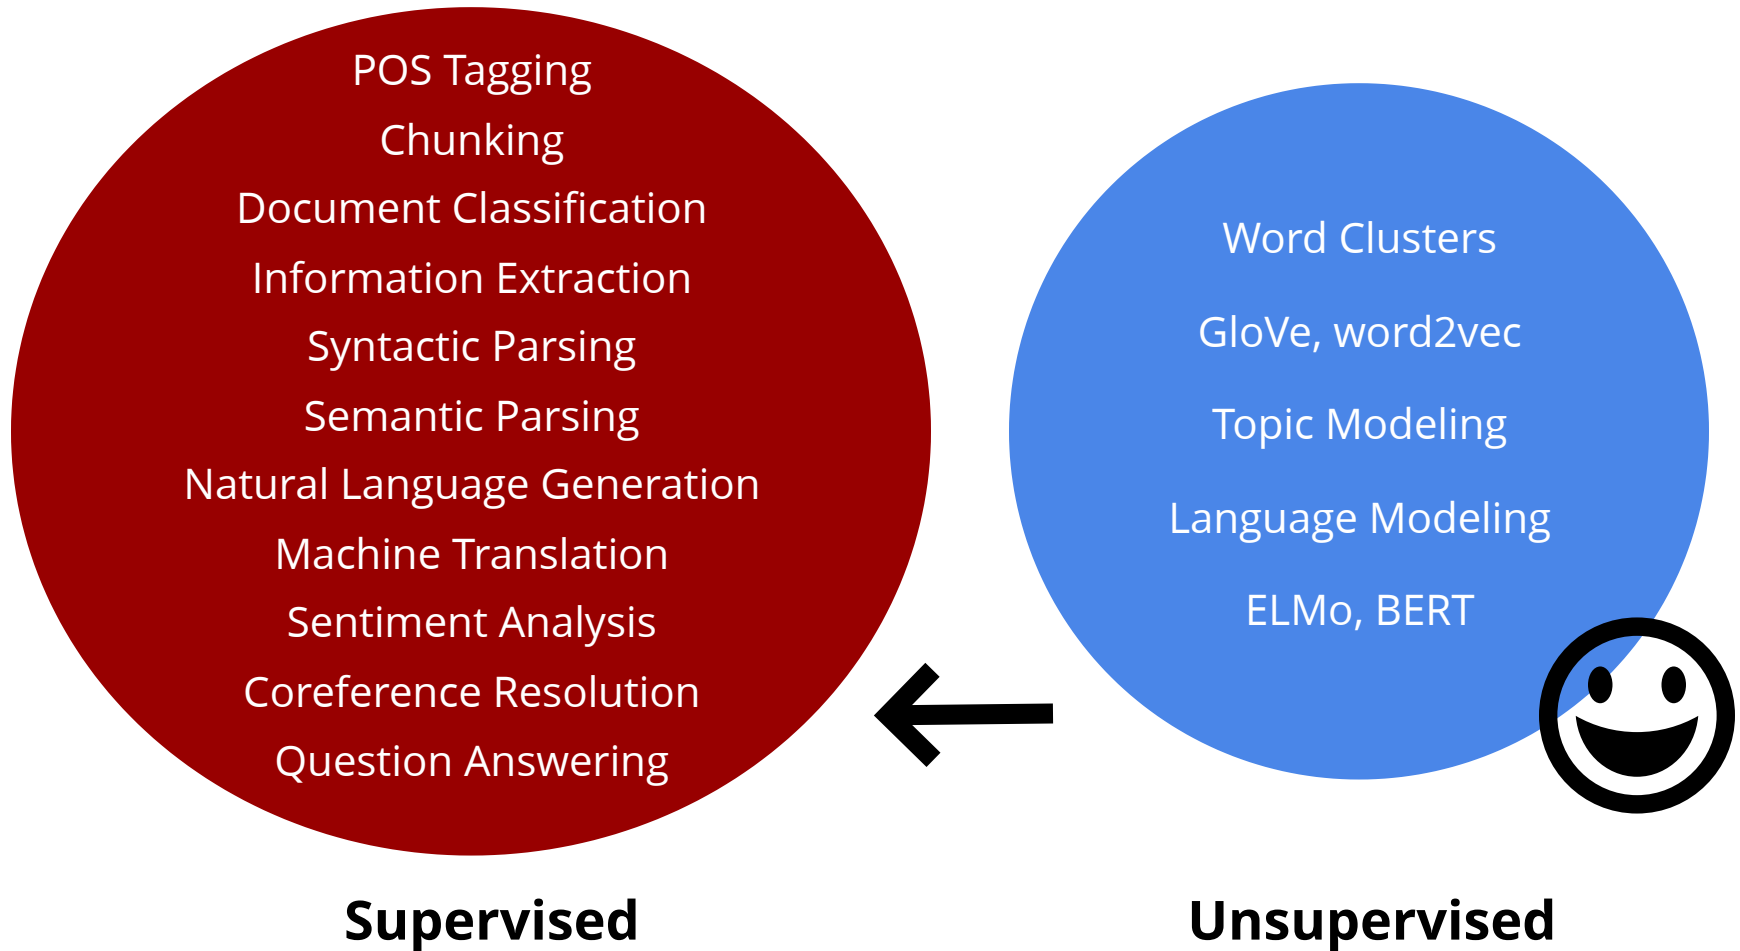 POS Tagging
Chunking
Document Classification
Information Extraction
Syntactic Parsing
Semantic Parsing
Natural Language Generation
Machine Translation
Sentiment Analysis
Coreference Resolution
Question Answering
Supervised
Word Clusters
GloVe, word2vec
Topic Modeling
Language Modeling
ELMo, BERT
Unsupervised